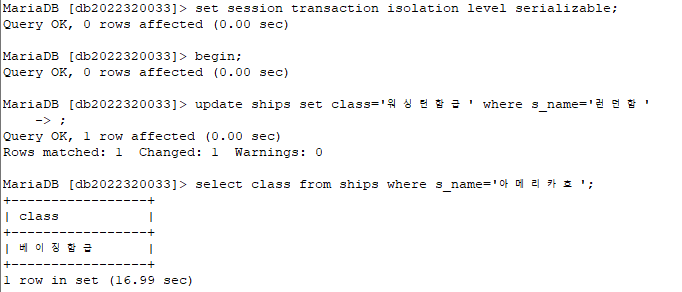 MariaDB [db2022320033]> set session transaction isolation level serializable;
Query OK, 0 rows affected (0.00 sec)
MariaDB [db2022320033]> begin;
Query OK, 0 rows affected (0.00 sec)
MariaDB [db2022320033]> update ships set class='워싱턴함급' where s_name='런던함'
-> ;
Query OK, 1 row affected (0.00 sec)
Rows matched: 1  Changed: 1  Warnings: 0
MariaDB [db2022320033]> select class from ships where s_name='아메리카호';
+-----------------+
| class           |
+-----------------+
| 베이징함급      |
+-----------------+
1 row in set (16.99 sec)